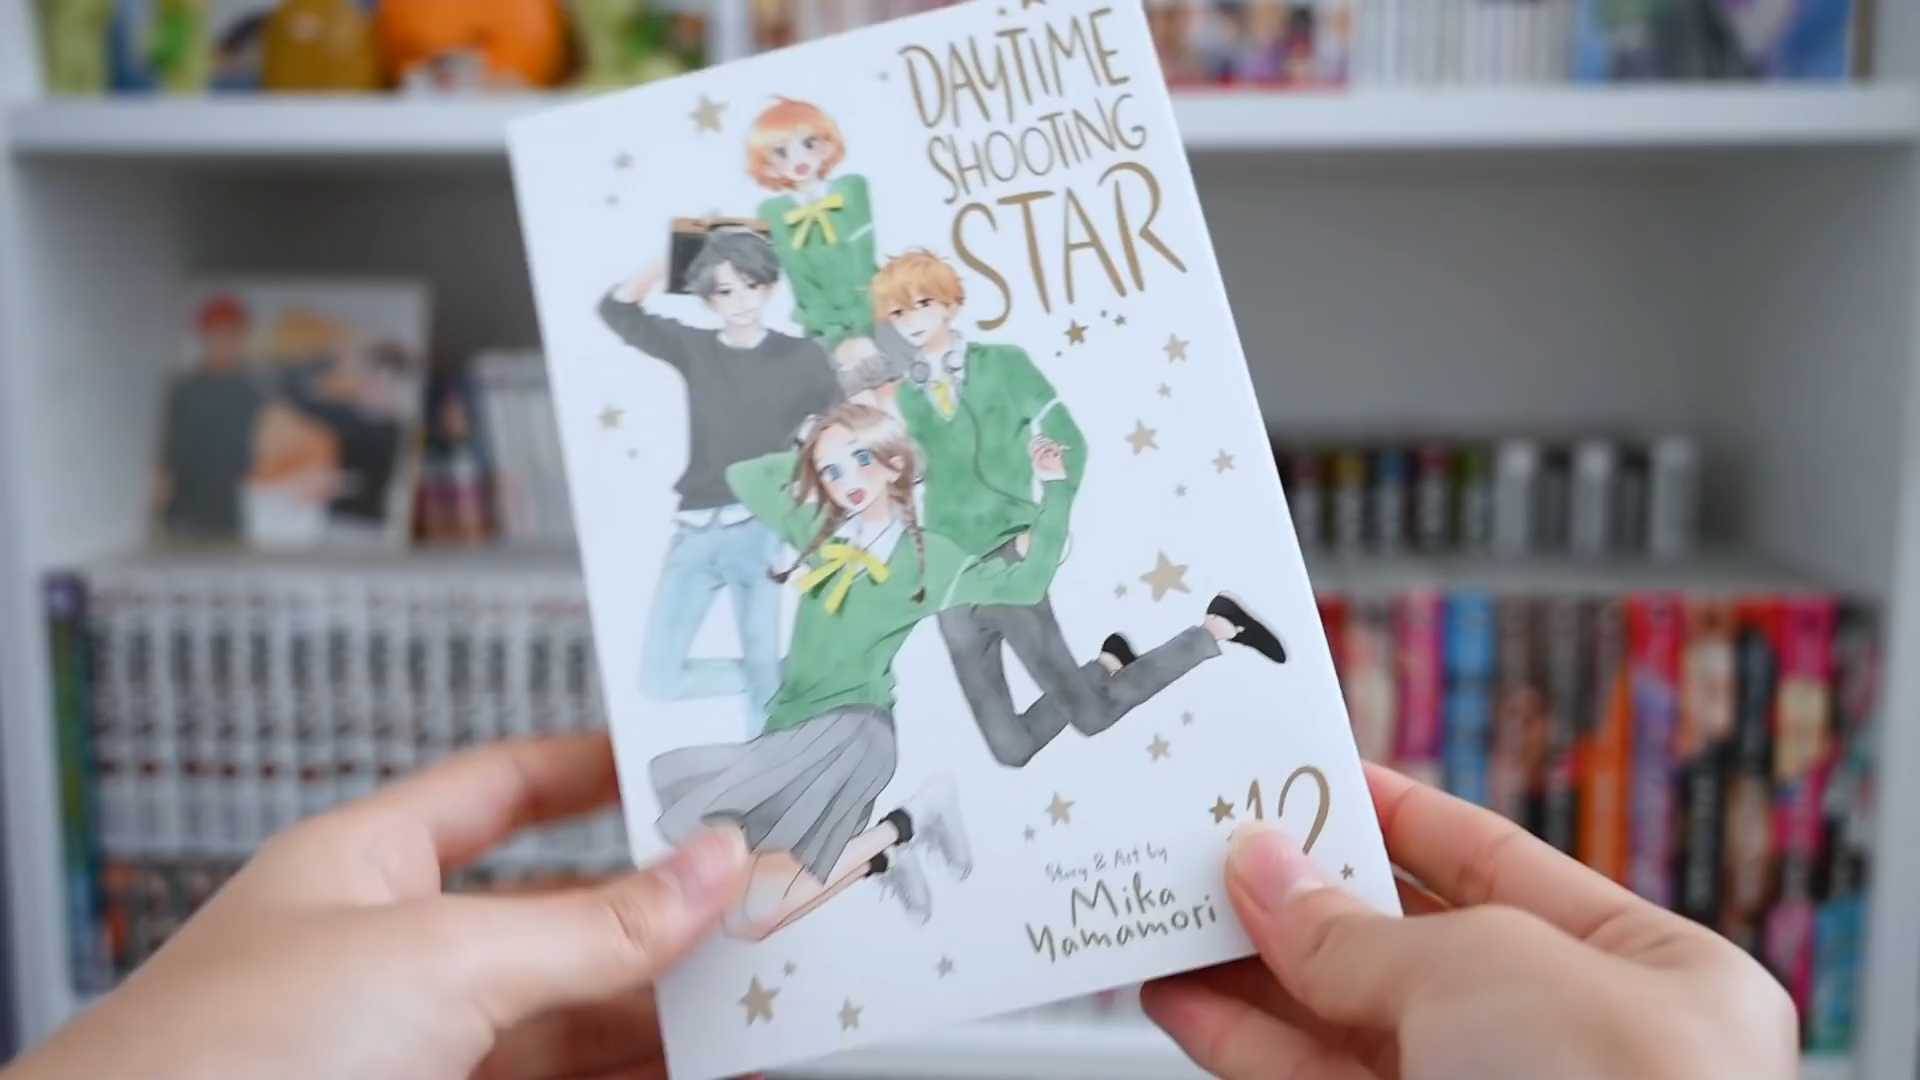 DAYTIME
SHOOTING
STAR
12
Story & Art by
Mika
Yamamori